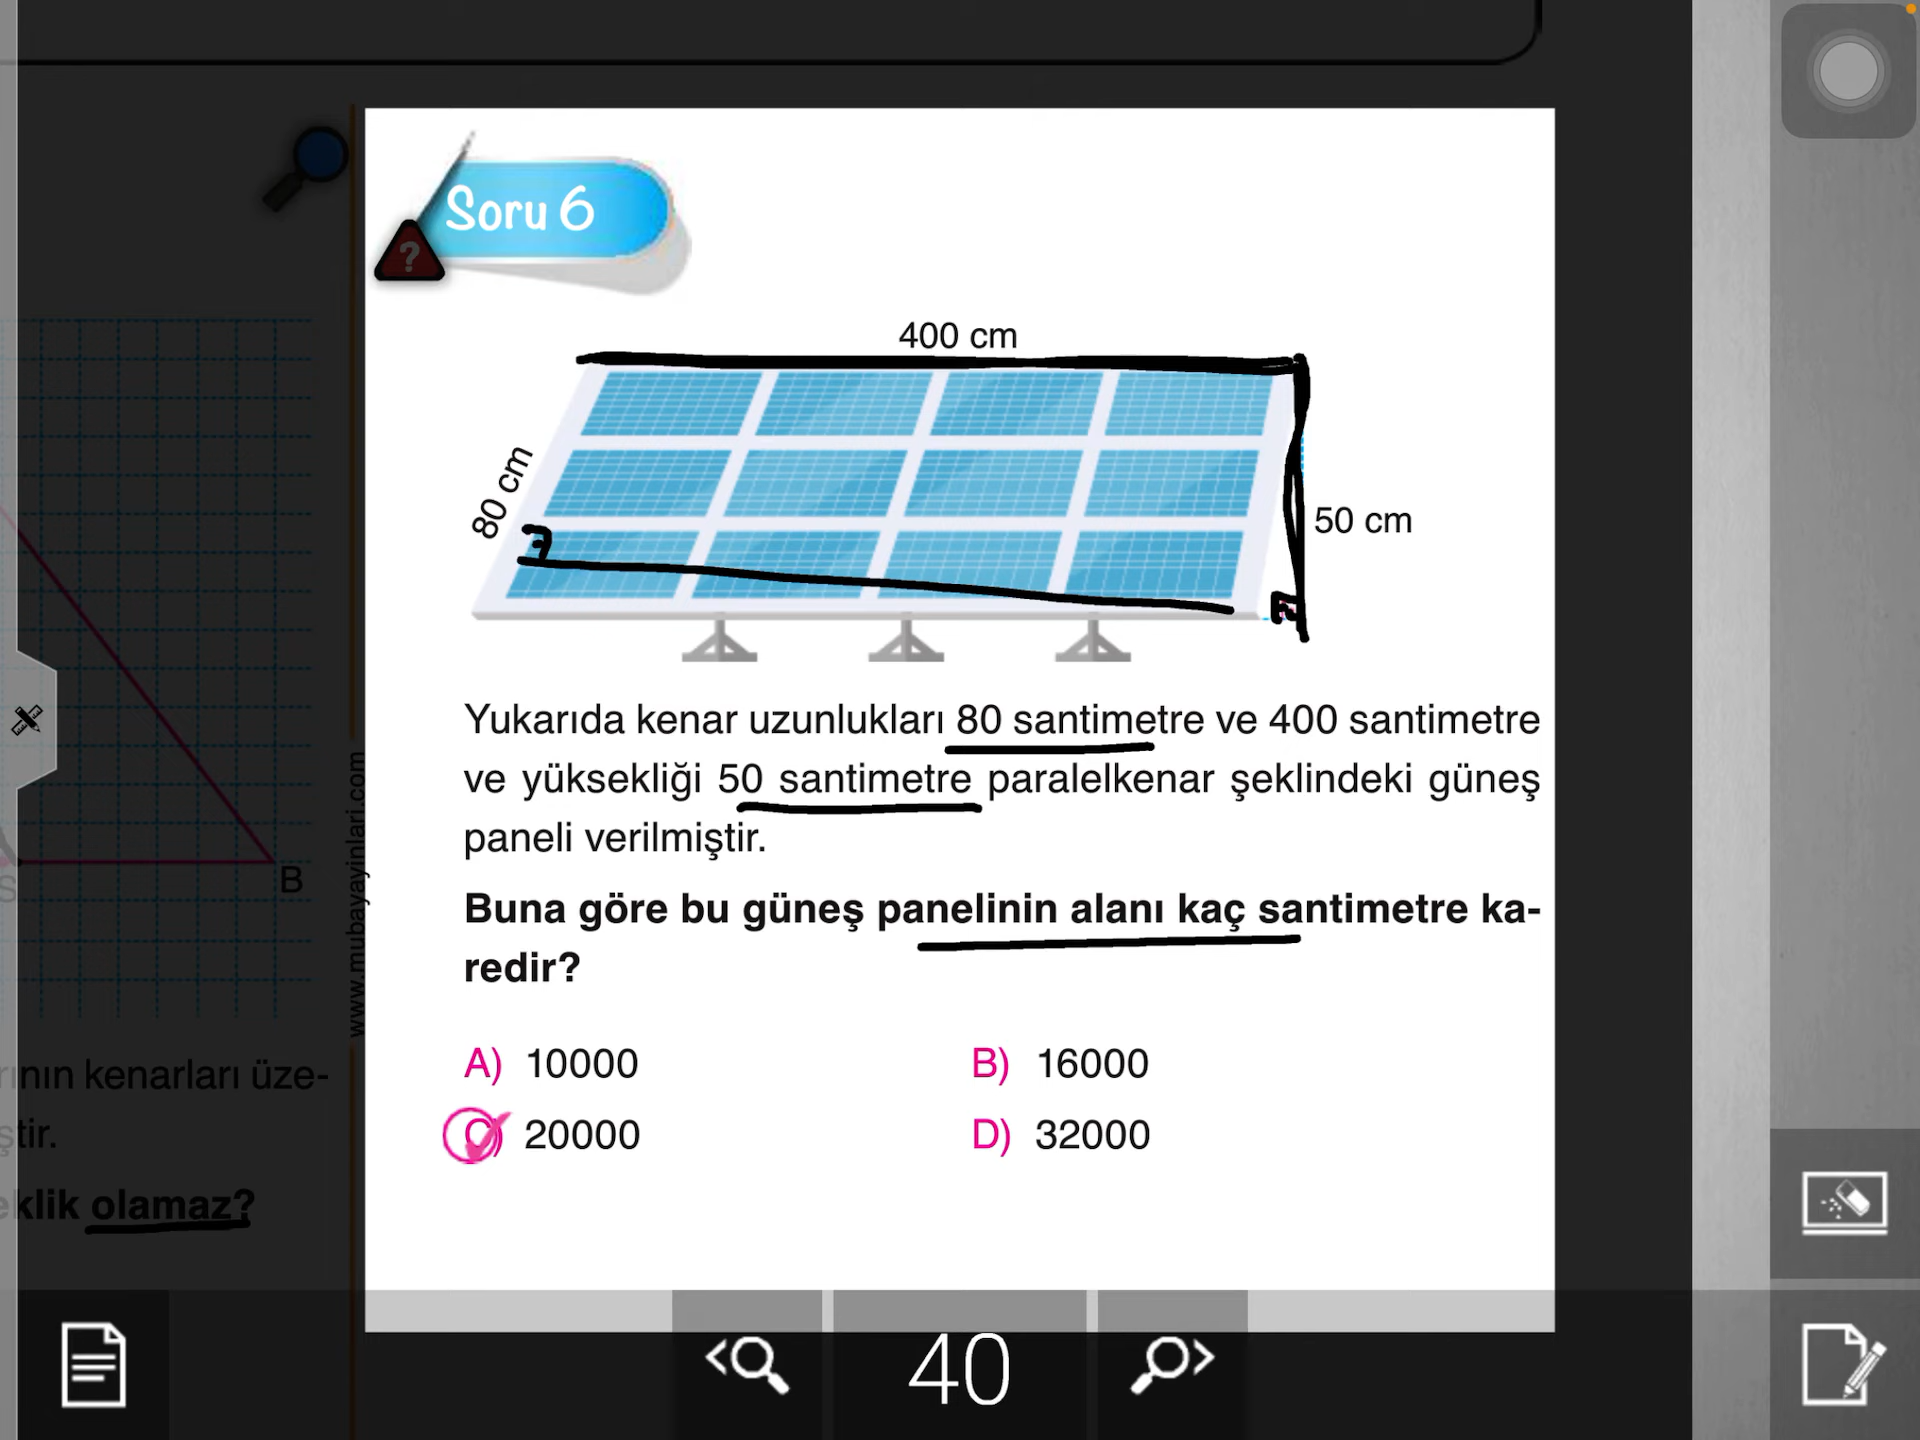 Soru 6
?
400 cm
80 cm
50 cm
Yukarıda kenar uzunlukları 80 santimetre ve 400 santimetre
ve yüksekliği 50 santimetre paralelkenar şeklindeki güneş
paneli verilmiştir.
Buna göre bu güneş panelinin alanı kaç santimetre ka-
redir?
A) 10000
B) 16000
C) 20000
D) 32000
B
www.mubayayinlari.com
rının kenarları üze-
ştir.
eklik olamaz?
40